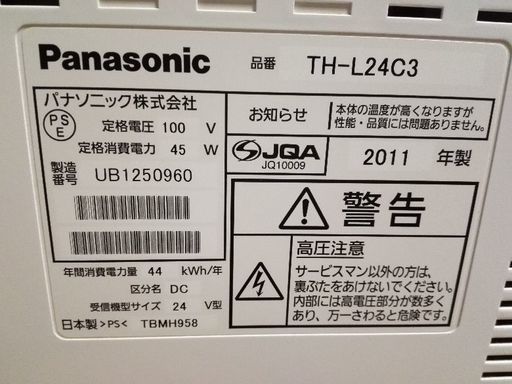 Panasonic
品番 TH-L24C3
パナソニック株式会社
PSE
定格電圧 100 V
定格消費電力 45 W
製造番号 UB1250960
お知らせ
本体の温度が高くなりますが
性能・品質には問題ありません。
JQA
JQ10009
2011 年製
警告
高圧注意
サービスマン以外の方は、
裏ぶたをあけないでください。
内部には高電圧部分が数多く
あり、万一さわると危険です。
年間消費電力量 44 kWh/年
区分名 DC
受信機型サイズ 24 V型
日本製 >PS< TBMH958